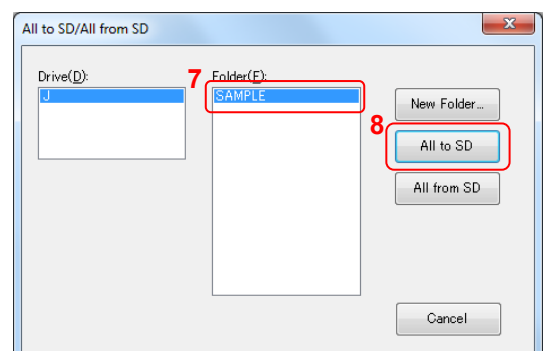 All to SD/All from SD
Drive(D):
7
Folder(F):
J
SAMPLE
New Folder...
8
All to SD
All from SD
Cancel